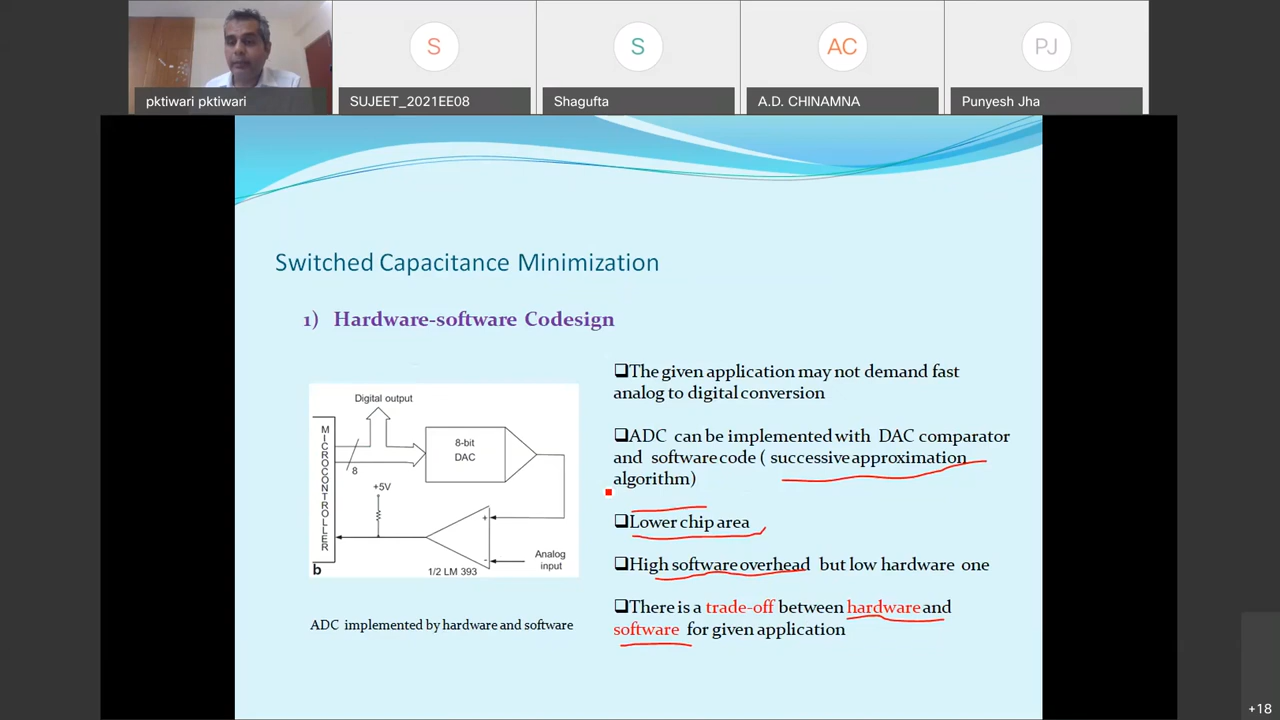 S
S
AC
PJ
pktiwari pktiwari
SUJEET_2021EE08
Shagufta
A.D. CHINAMNA
Punyesh Jha
Switched Capacitance Minimization
1) Hardware-software Codesign
Digital output
MICROCONTROLLER
8-bit
DAC
8
+5V
+
-
Analog
input
1/2 LM 393
b
ADC implemented by hardware and software
❑The given application may not demand fast
analog to digital conversion
❑ADC can be implemented with DAC comparator
and software code ( successive approximation
algorithm)
❑Lower chip area
❑High software overhead but low hardware one
❑There is a trade-off between hardware and
software for given application
+18